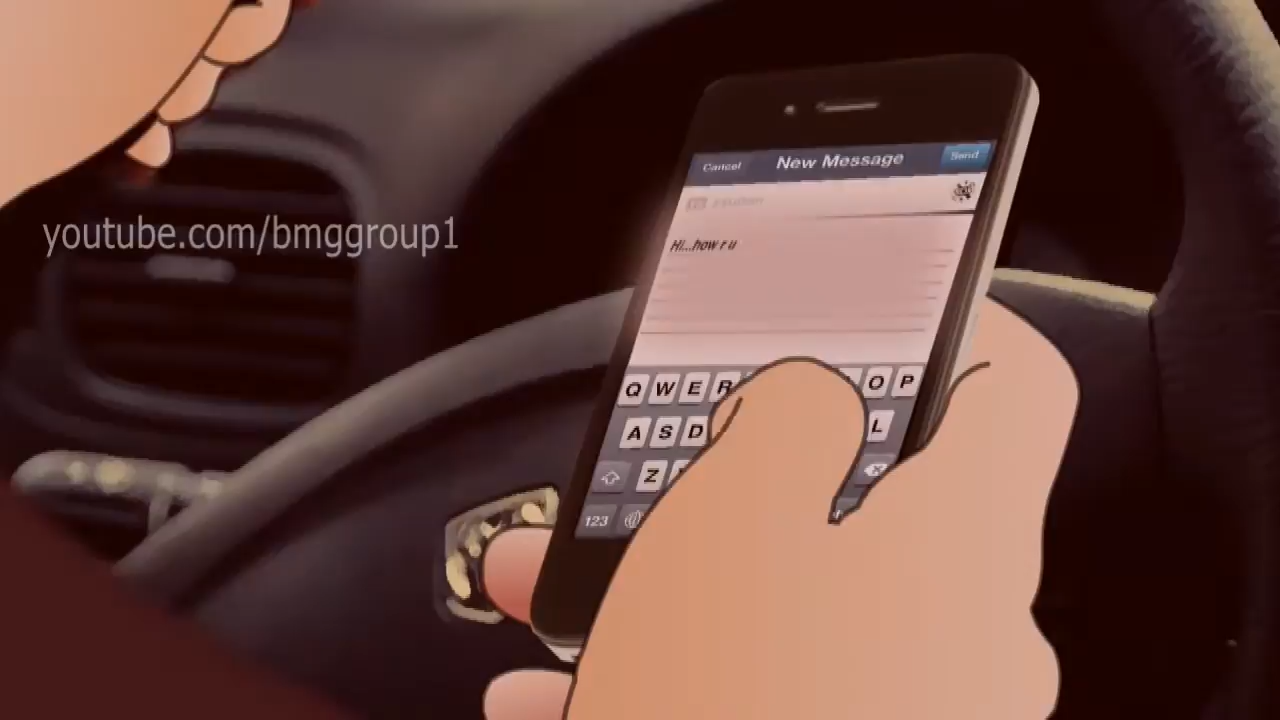 Cancel New Message Send
youtube.com/bmggroup1
Hi...how r u
Q W E R O P
A S D L
Z
123